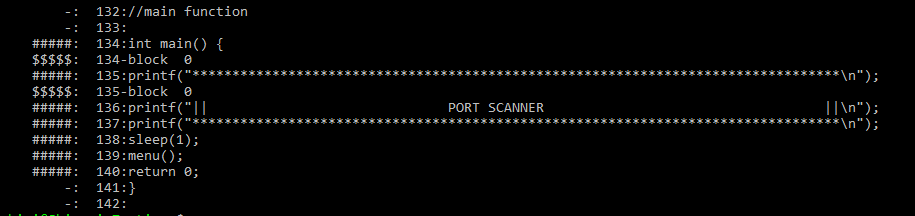 -: 132://main function
-: 133:
#####: 134:int main() {
$$$$$: 134-block 0
#####: 135:printf("*********************************************************************************\n");
$$$$$: 135-block 0
#####: 136:printf("|| PORT SCANNER ||\n");
#####: 137:printf("*********************************************************************************\n");
#####: 138:sleep(1);
#####: 139:menu();
#####: 140:return 0;
-: 141:}
-: 142: